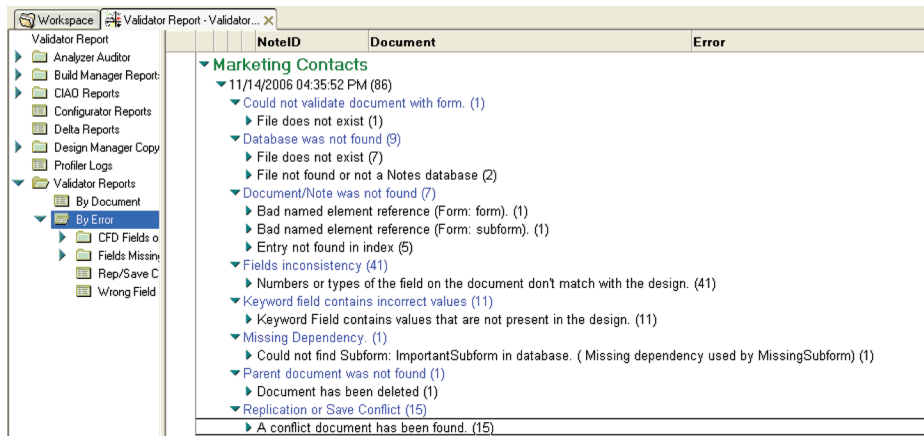 Workspace
Validator Report - Validator...
Validator Report
Analyzer Auditor
Build Manager Reports
CIAO Reports
Configurator Reports
Delta Reports
Design Manager Copy
Profiler Logs
Validator Reports
By Document
By Error
CFD Fields o
Fields Missing
Rep/Save C
Wrong Field
NoteID Document Error
Marketing Contacts
11/14/2006 04:35:52 PM (86)
Could not validate document with form. (1)
File does not exist (1)
Database was not found (9)
File does not exist (7)
File not found or not a Notes database (2)
Document/Note was not found (7)
Bad named element reference (Form: form). (1)
Bad named element reference (Form: subform). (1)
Entry not found in index (5)
Fields inconsistency (41)
Numbers or types of the field on the document don't match with the design. (41)
Keyword field contains incorrect values (11)
Keyword Field contains values that are not present in the design. (11)
Missing Dependency. (1)
Could not find Subform: ImportantSubform in database. ( Missing dependency used by MissingSubform) (1)
Parent document was not found (1)
Document has been deleted (1)
Replication or Save Conflict (15)
A conflict document has been found. (15)